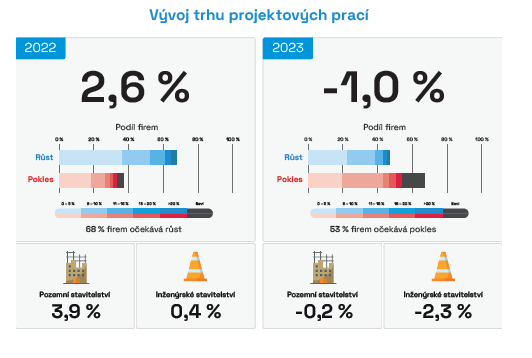 Vývoj trhu projektových prací
2022
2,6 %
Podíl firem
0 % 20 % 40 % 60 % 80 % 100 %
Růst
Pokles
0 – 5 % 6 – 10 % 11 – 15 % 16 – 20 % >20 %
68 % firem očekává růst
Pozemní stavitelství
3,9 %
Inženýrské stavitelství
0,4 %
2023
-1,0 %
Podíl firem
0 % 20 % 40 % 60 % 80 % 100 %
Růst
Pokles
0 – 5 % 6 – 10 % 11 – 15 % 16 – 20 % >20 %
53 % firem očekává pokles
Pozemní stavitelství
-0,2 %
Inženýrské stavitelství
-2,3 %